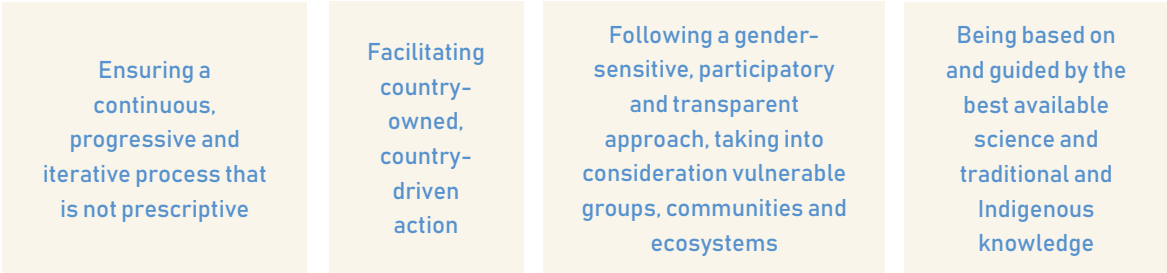 Ensuring a
continuous,
progressive and
iterative process that
is not prescriptive
Facilitating
country-
owned,
country-
driven
action
Following a gender-
sensitive, participatory
and transparent
approach, taking into
consideration vulnerable
groups, communities and
ecosystems
Being based on
and guided by the
best available
science and
traditional and
Indigenous
knowledge